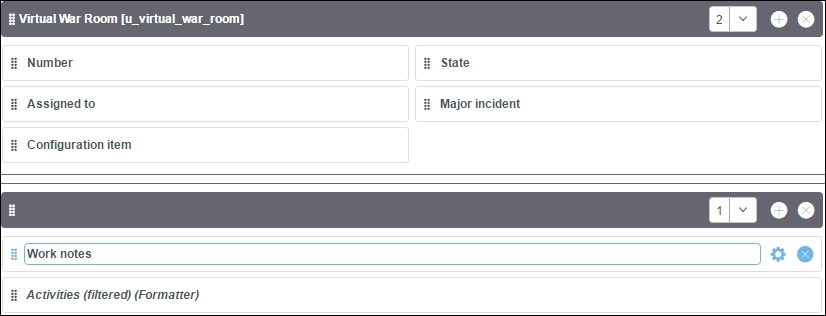 Virtual War Room [u_virtual_war_room] 2
Number State
Assigned to Major incident
Configuration item
1
Work notes
Activities (filtered) (Formatter)